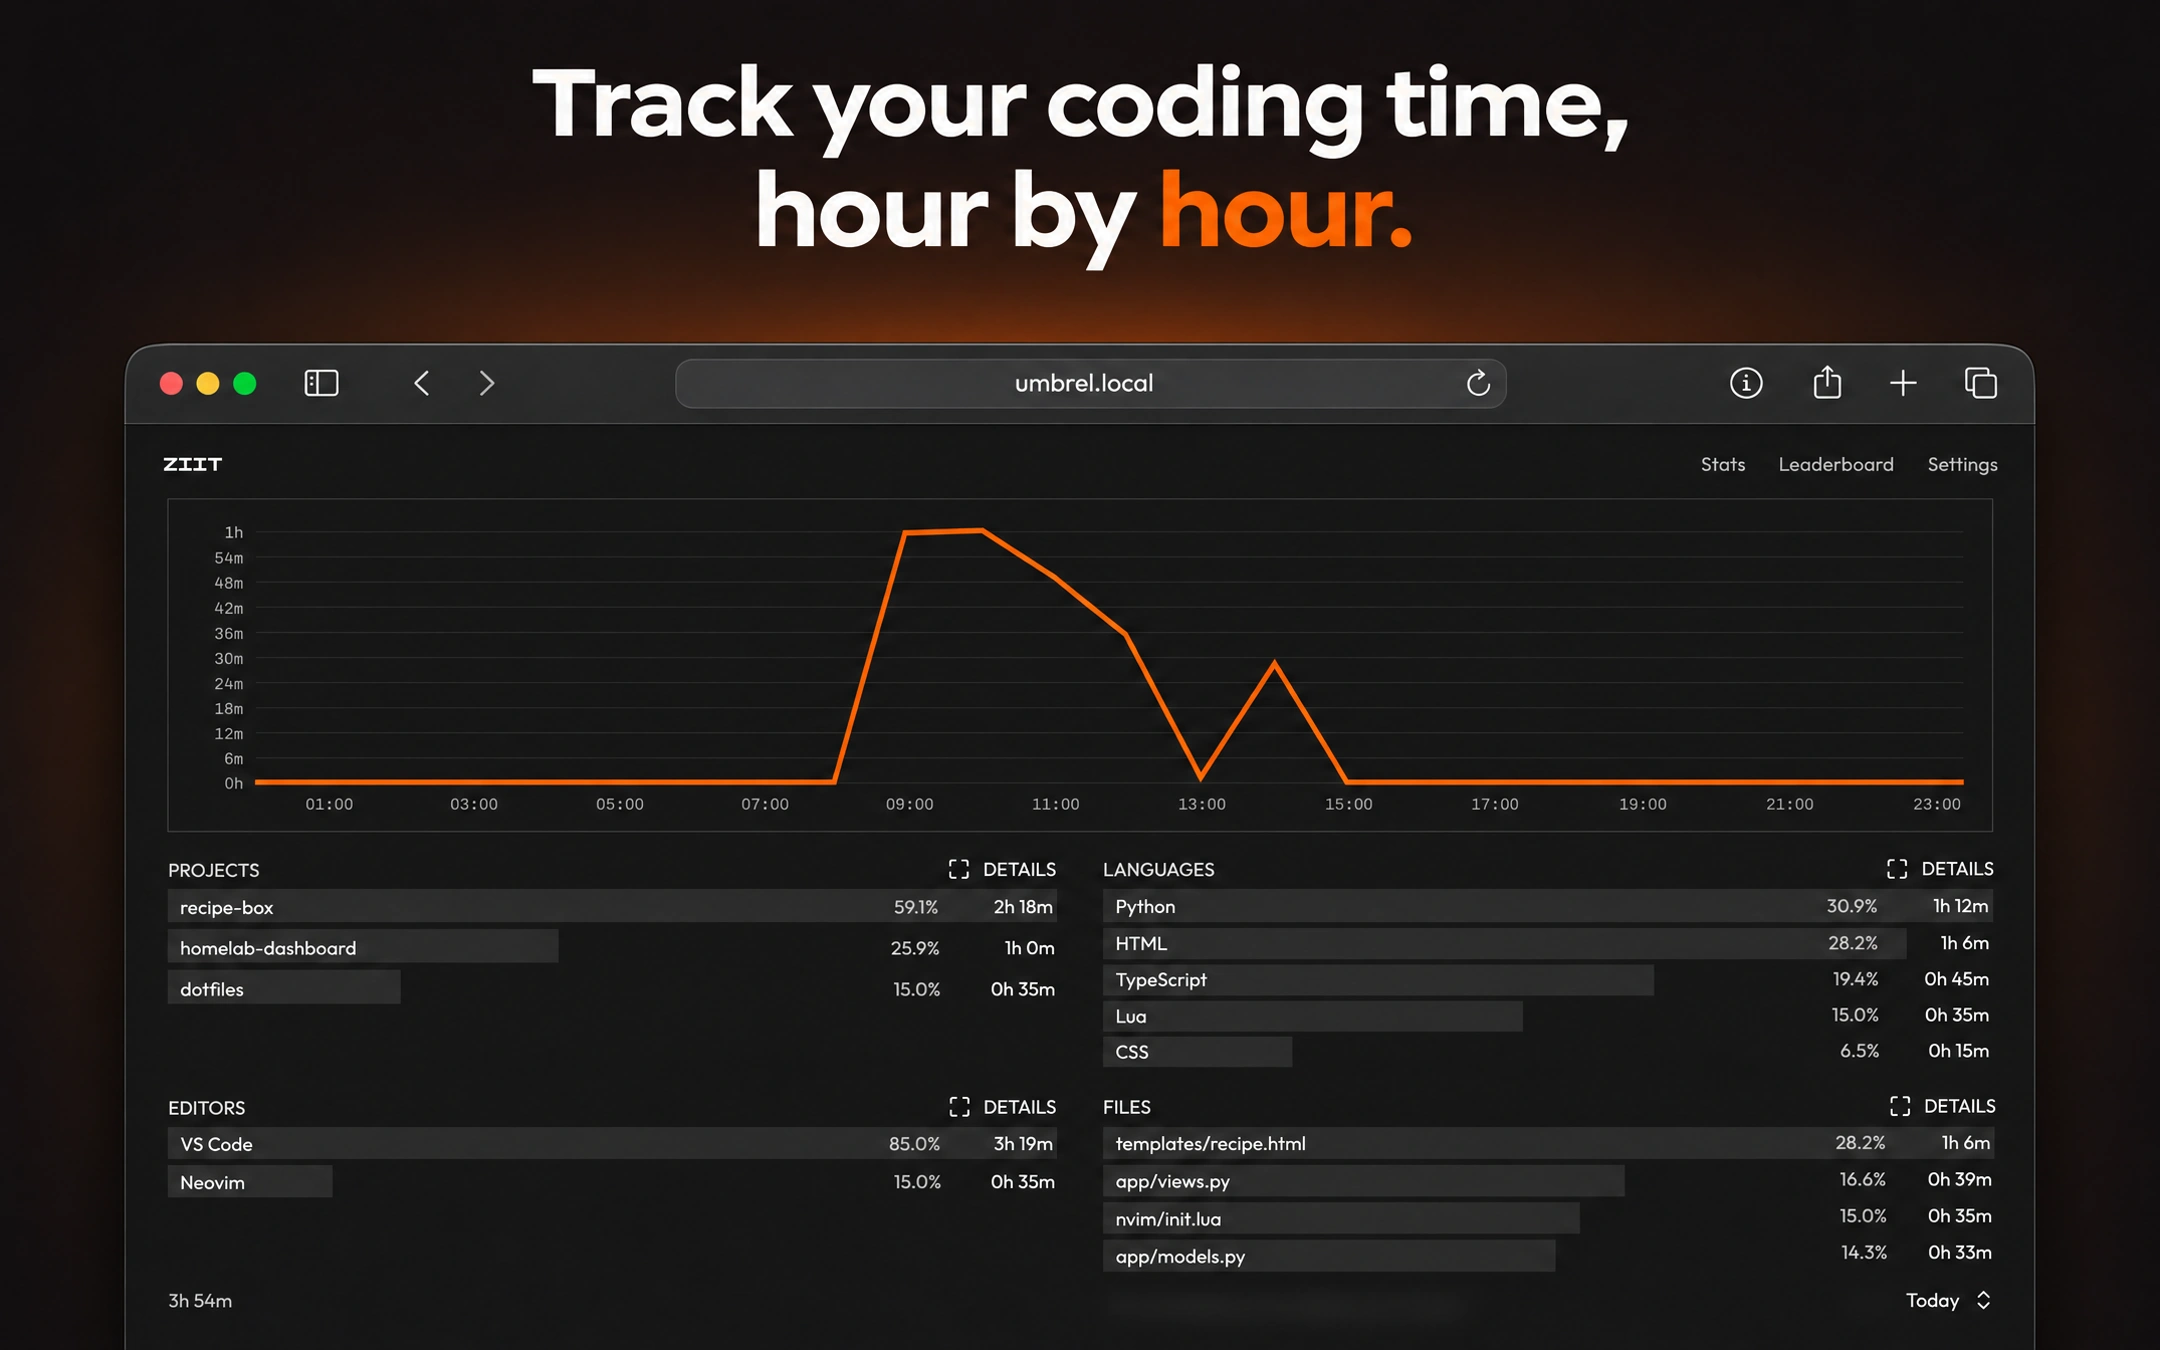 Track your coding time,
hour by hour.
umbrel.local
ZIIT
Stats Leaderboard Settings
1h
54m
48m
42m
36m
30m
24m
18m
12m
6m
0h
01:00 03:00 05:00 07:00 09:00 11:00 13:00 15:00 17:00 19:00 21:00 23:00
PROJECTS DETAILS
recipe-box 59.1% 2h 18m
homelab-dashboard 25.9% 1h 0m
dotfiles 15.0% 0h 35m
LANGUAGES DETAILS
Python 30.9% 1h 12m
HTML 28.2% 1h 6m
TypeScript 19.4% 0h 45m
Lua 15.0% 0h 35m
CSS 6.5% 0h 15m
EDITORS DETAILS
VS Code 85.0% 3h 19m
Neovim 15.0% 0h 35m
FILES DETAILS
templates/recipe.html 28.2% 1h 6m
app/views.py 16.6% 0h 39m
nvim/init.lua 15.0% 0h 35m
app/models.py 14.3% 0h 33m
3h 54m Today